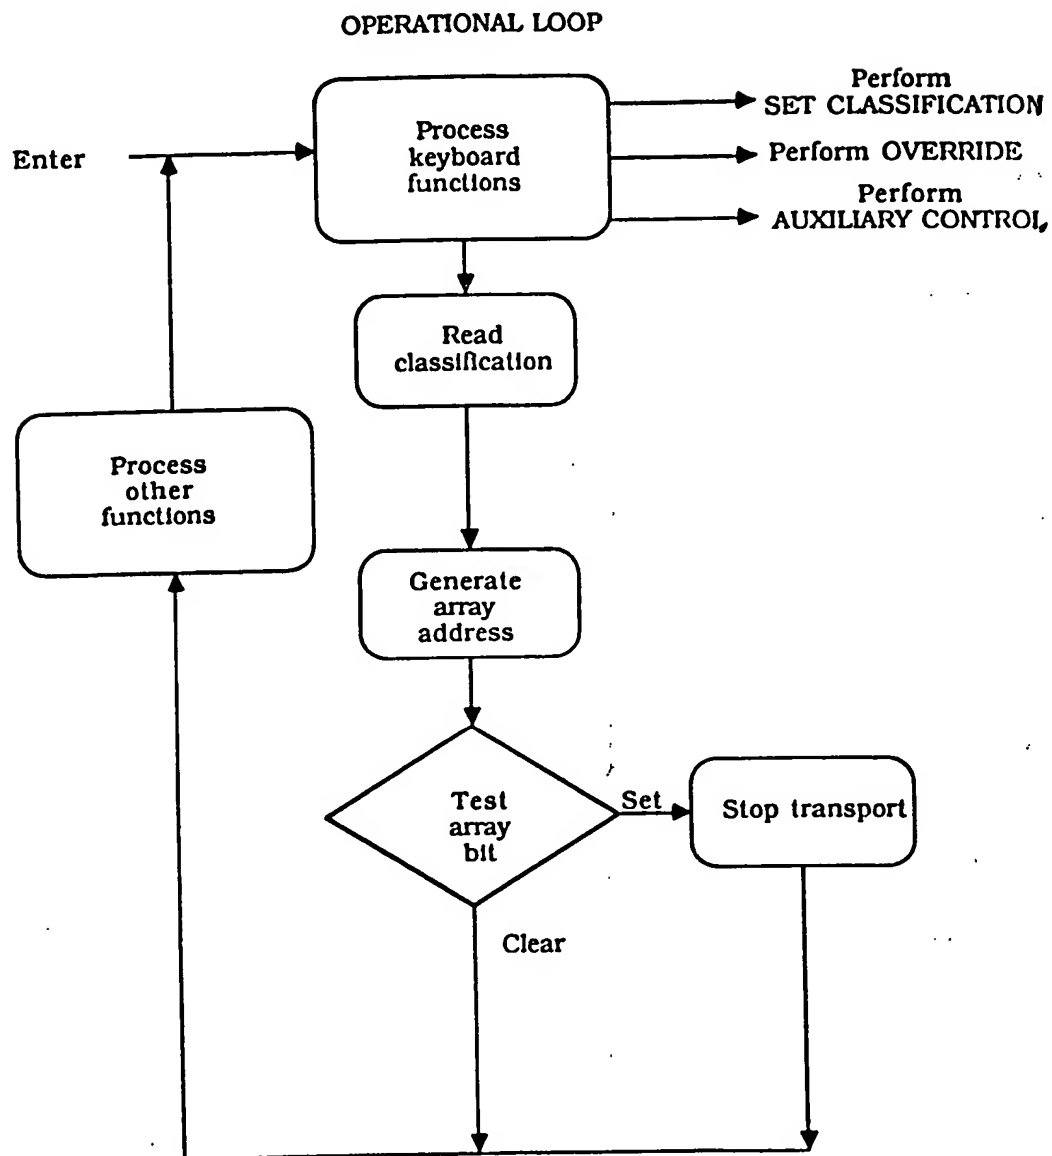 OPERATIONAL LOOP
Enter
Process
keyboard
functions
Perform
SET CLASSIFICATION
Perform OVERRIDE
Perform
AUXILIARY CONTROL
Read
classification
Process
other
functions
Generate
array
address
Test
array
bit
Set
Stop transport
Clear